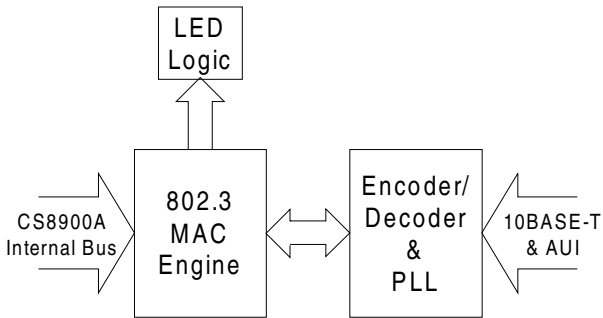 LED
Logic
802.3
MAC
Engine
CS8900A
Internal Bus
Encoder/
Decoder
&
PLL
10BASE-T
& AUI